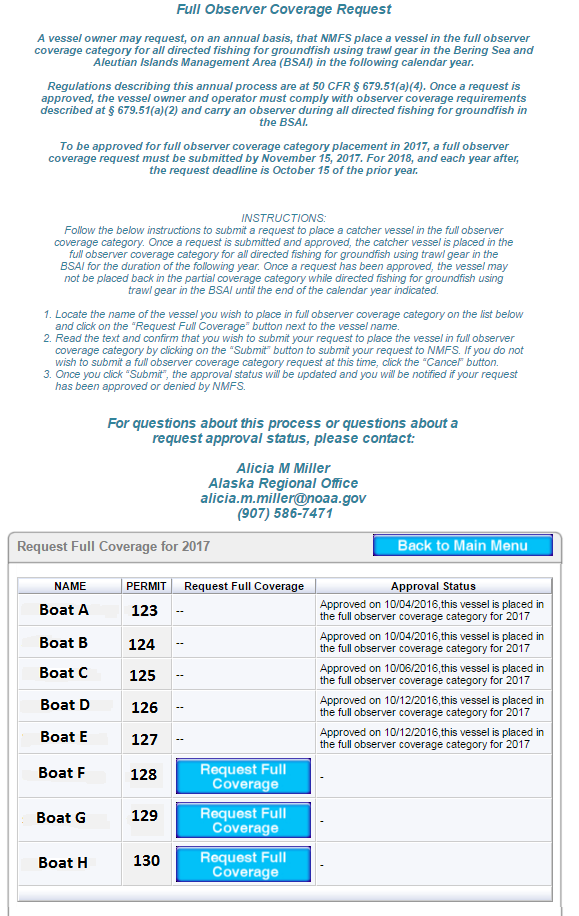 Full Observer Coverage Request
A vessel owner may request, on an annual basis, that NMFS place a vessel in the full observer
coverage category for all directed fishing for groundfish using trawl gear in the Bering Sea and
Aleutian Islands Management Area (BSAI) in the following calendar year.
Regulations describing this annual process are at 50 CFR § 679.51(a)(4). Once a request is
approved, the vessel owner and operator must comply with observer coverage requirements
described at § 679.51(a)(2) and carry an observer during all directed fishing for groundfish in
the BSAI.
To be approved for full observer coverage category placement in 2017, a full observer
coverage request must be submitted by November 15, 2017. For 2018, and each year after,
the request deadline is October 15 of the prior year.
INSTRUCTIONS:
Follow the below instructions to submit a request to place a catcher vessel in the full observer
coverage category. Once a request is submitted and approved, the catcher vessel is placed in the
full observer coverage category for all directed fishing for groundfish using trawl gear in the
BSAI for the duration of the following year. Once a request has been approved, the vessel may
not be placed back in the partial coverage category while directed fishing for groundfish using
trawl gear in the BSAI until the end of the calendar year indicated.
1. Locate the name of the vessel you wish to place in full observer coverage category on the list below
and click on the “Request Full Coverage” button next to the vessel name.
2. Read the text and confirm that you wish to submit your request to place the vessel in full observer
coverage category by clicking on the “Submit” button to submit your request to NMFS. If you do not
wish to submit a full observer coverage category request at this time, click the “Cancel” button.
3. Once you click “Submit”, the approval status will be updated and you will be notified if your request
has been approved or denied by NMFS.
For questions about this process or questions about a
request approval status, please contact:
Alicia M Miller
Alaska Regional Office
alicia.m.miller@noaa.gov
(907) 586-7471
Request Full Coverage for 2017 Back to Main Menu
NAME PERMIT Request Full Coverage Approval Status
Boat A 123 -- Approved on 10/04/2016,this vessel is placed in
the full observer coverage category for 2017
Boat B 124 -- Approved on 10/04/2016,this vessel is placed in
the full observer coverage category for 2017
Boat C 125 -- Approved on 10/06/2016,this vessel is placed in
the full observer coverage category for 2017
Boat D 126 -- Approved on 10/12/2016,this vessel is placed in
the full observer coverage category for 2017
Boat E 127 -- Approved on 10/12/2016,this vessel is placed in
the full observer coverage category for 2017
Boat F 128 Request Full
Coverage -
Boat G 129 Request Full
Coverage -
Boat H 130 Request Full
Coverage -